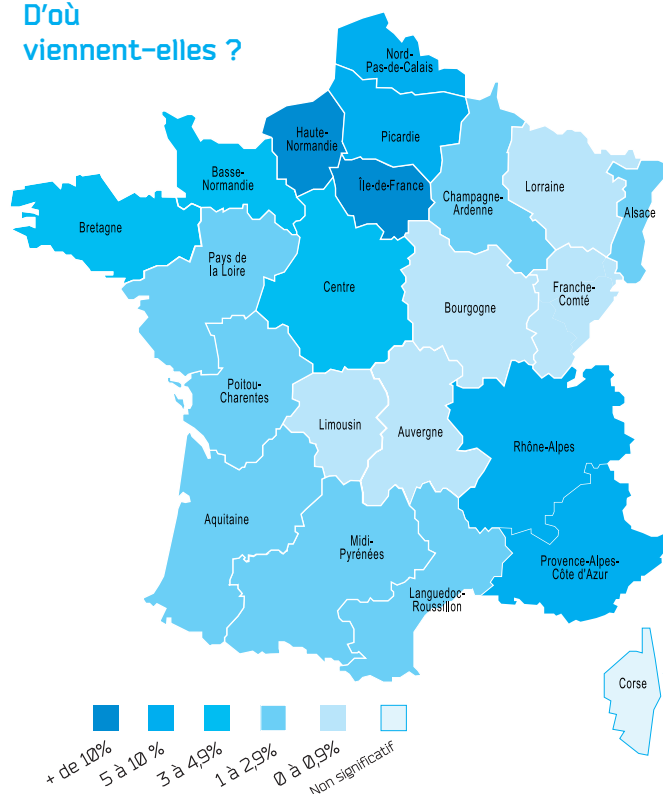 D'où
viennent-elles ?
Nord-
Pas-de-Calais
Haute-
Normandie
Picardie
Basse-
Normandie
Île-de-France
Champagne-
Ardenne
Lorraine
Alsace
Bretagne
Pays de
la Loire
Centre
Bourgogne
Franche-
Comté
Poitou-
Charentes
Limousin
Auvergne
Rhône-Alpes
Aquitaine
Midi-
Pyrénées
Languedoc-
Roussillon
Provence-Alpes-
Côte d'Azur
Corse
+ de 10%
5 à 10 %
3 à 4,9%
1 à 2,9%
0 à 0,9%
Non significatif